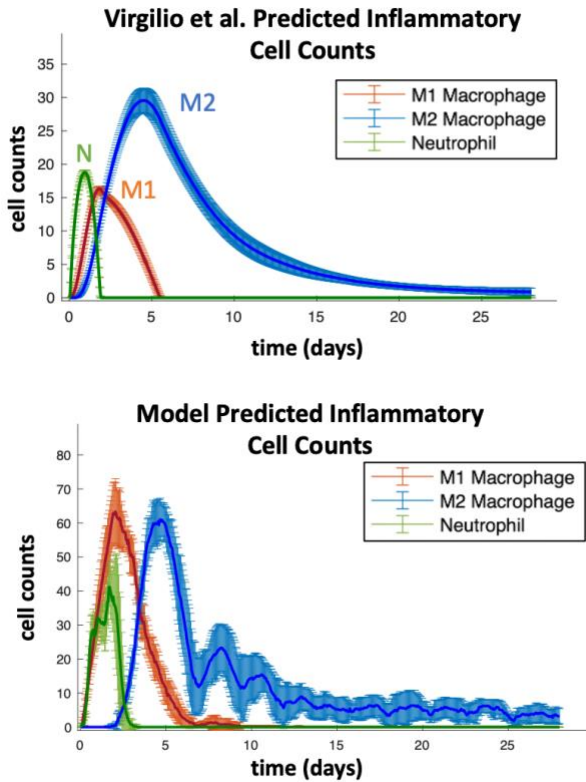 Virgilio et al. Predicted Inflammatory
Cell Counts
35
30
25
20
15
10
5
0
cell counts
N
M1
M2
M1 Macrophage
M2 Macrophage
Neutrophil
0 5 10 15 20 25
time (days)
Model Predicted Inflammatory
Cell Counts
80
70
60
50
40
30
20
10
0
cell counts
M1 Macrophage
M2 Macrophage
Neutrophil
0 5 10 15 20 25
time (days)